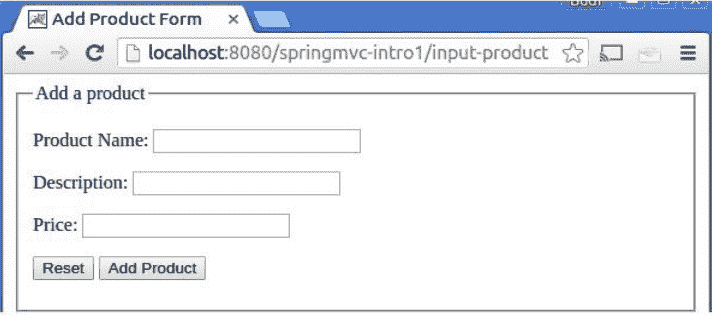 Add Product Form
localhost:8080/springmvc-intro1/input-product
Add a product
Product Name:
Description:
Price:
Reset Add Product